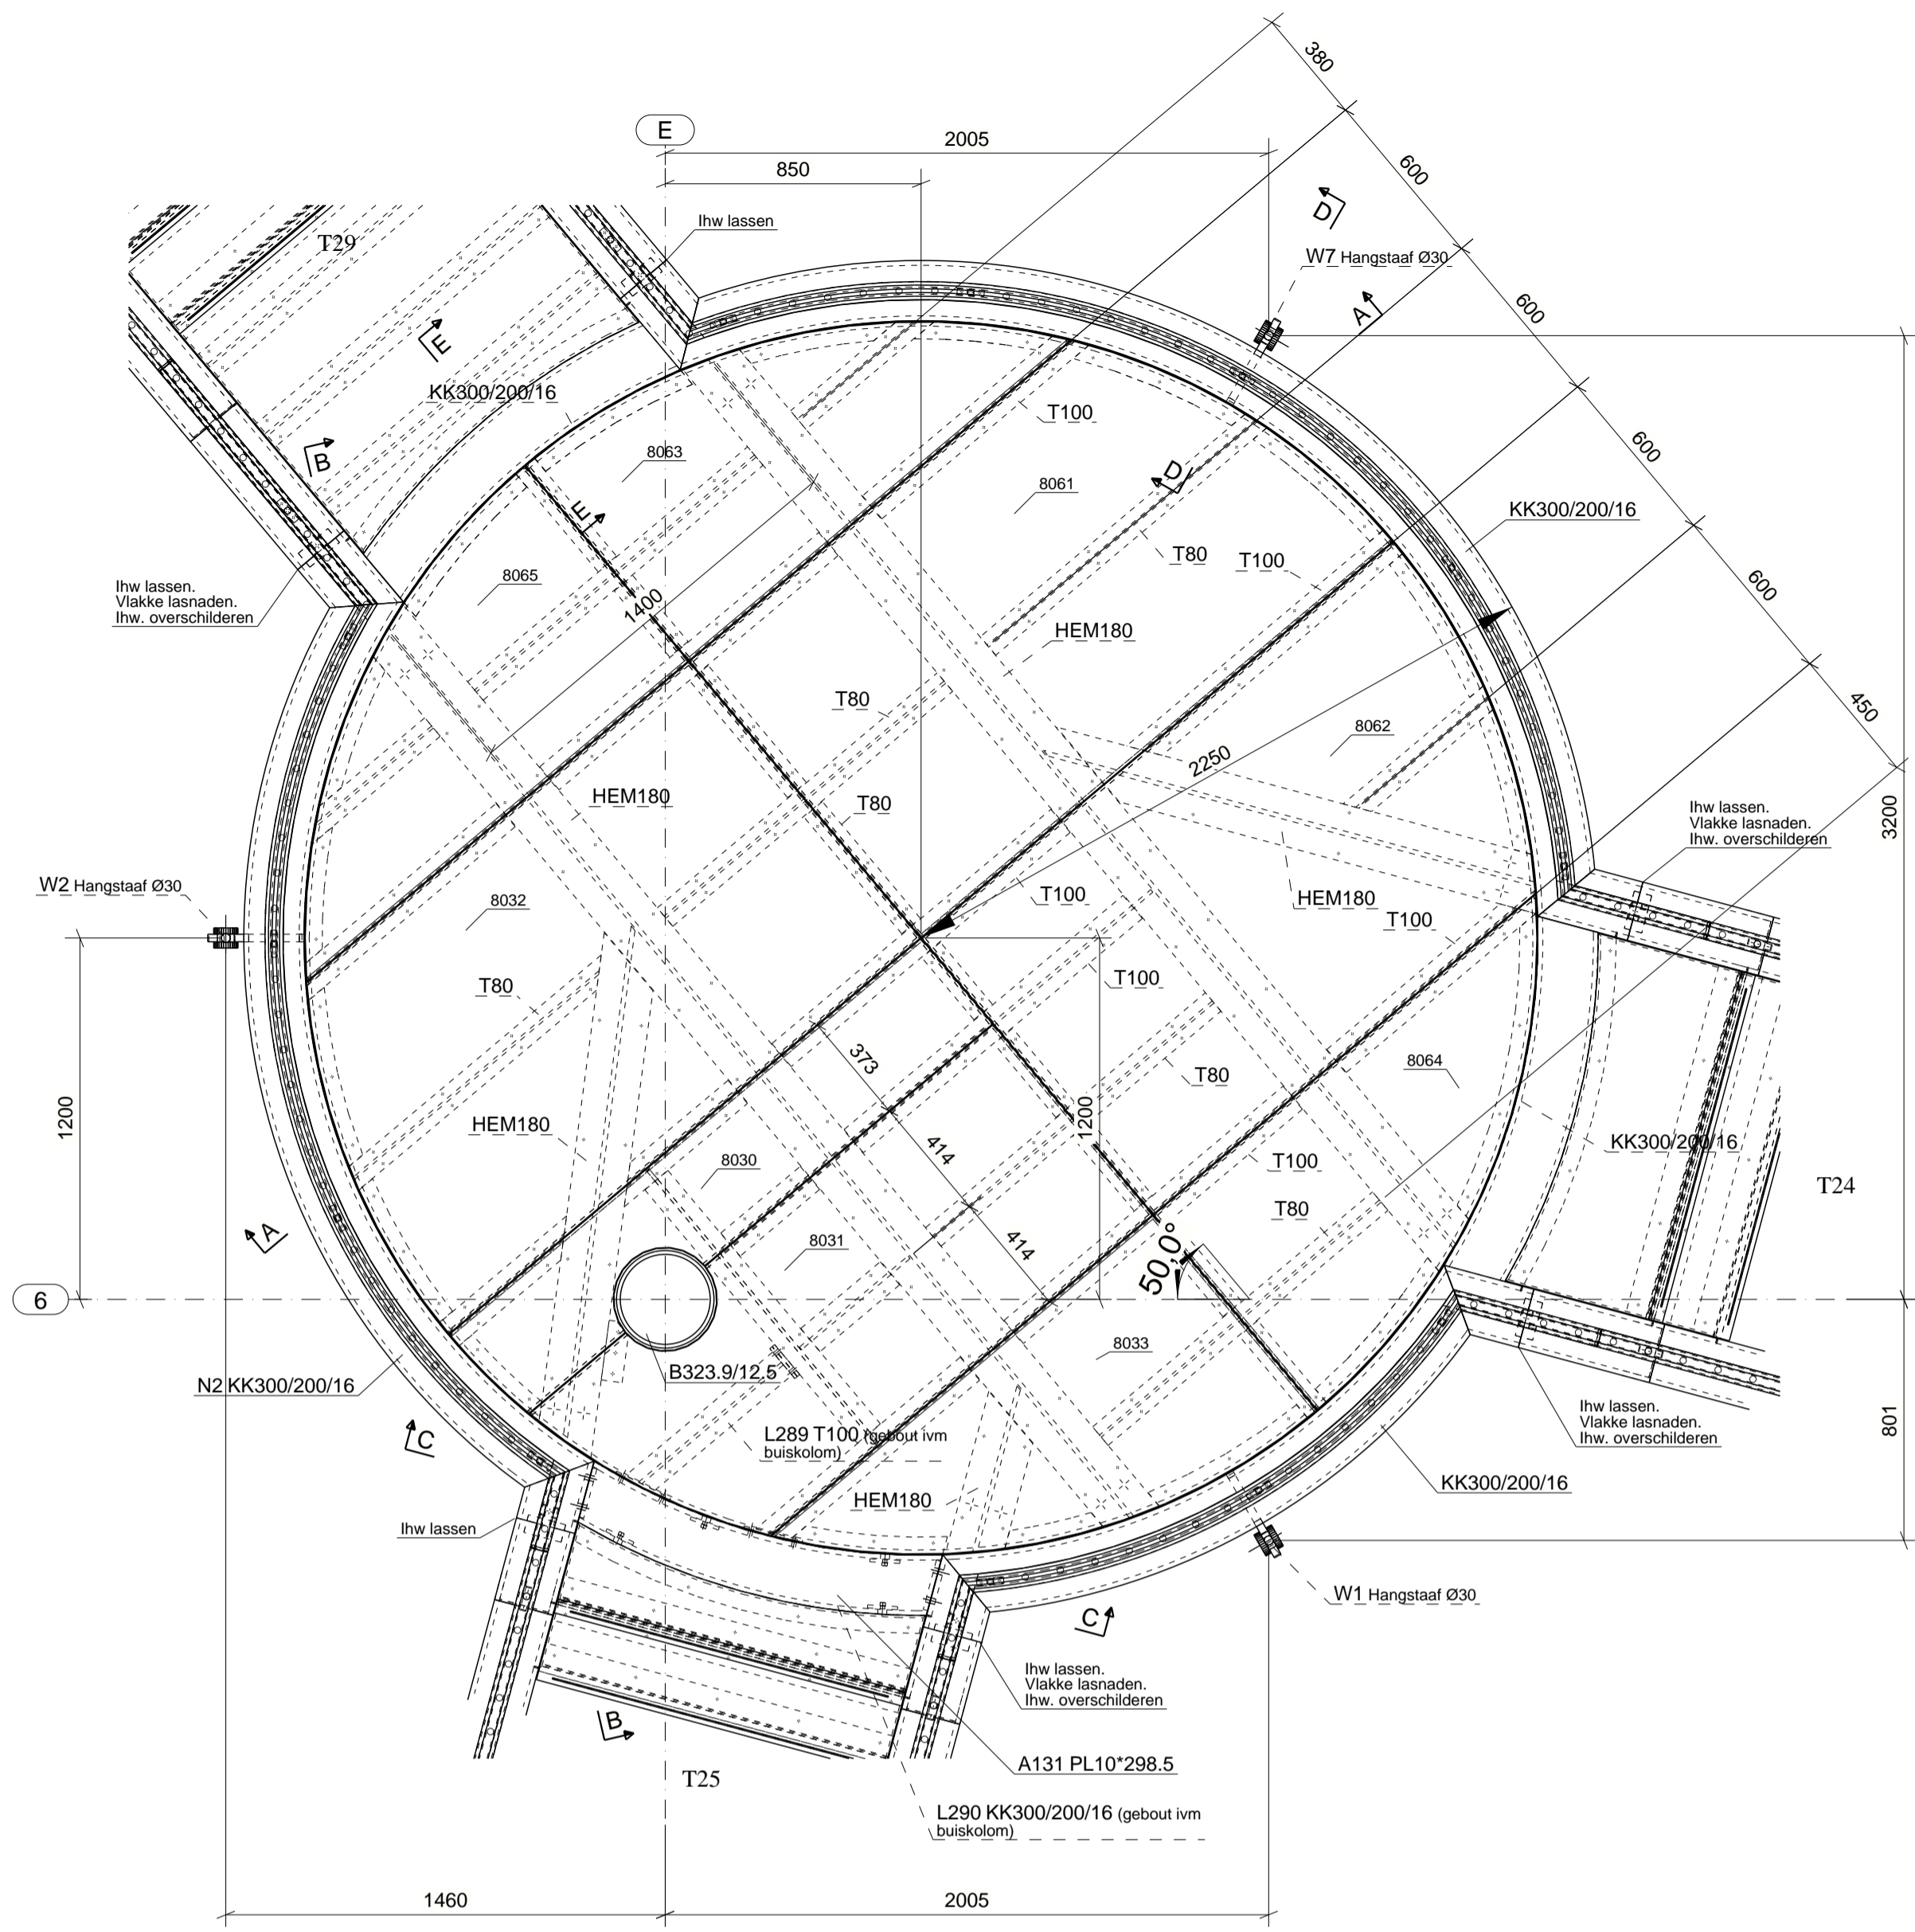 380
E
2005
850
600
D
Ihw lassen
T29
W7 Hangstaaf Ø30
A
600
E
KK300/200/16
T100
8063
B
8061
D
600
E
KK300/200/16
T80
T100
8065
1400
Ihw lassen.
Vlakke lasnaden.
Ihw. overschilderen
600
HEM180
T80
450
8062
2250
HEM180
T80
3200
Ihw lassen.
Vlakke lasnaden.
Ihw. overschilderen
W2 Hangstaaf Ø30
8032
T100
HEM180
T100
T80
T100
373
8064
T80
1200
HEM180
1200
414
KK300/200/16
8030
T100
T24
T80
A
8031
414
50,0°
6
8033
B323.9/12.5
N2 KK300/200/16
801
C
L289 T100 (gebout ivm
buiskolom)
Ihw lassen.
Vlakke lasnaden.
Ihw. overschilderen
KK300/200/16
HEM180
Ihw lassen
W1 Hangstaaf Ø30
C
Ihw lassen.
Vlakke lasnaden.
Ihw. overschilderen
B
A131 PL10*298.5
T25
L290 KK300/200/16 (gebout ivm
buiskolom)
1460
2005